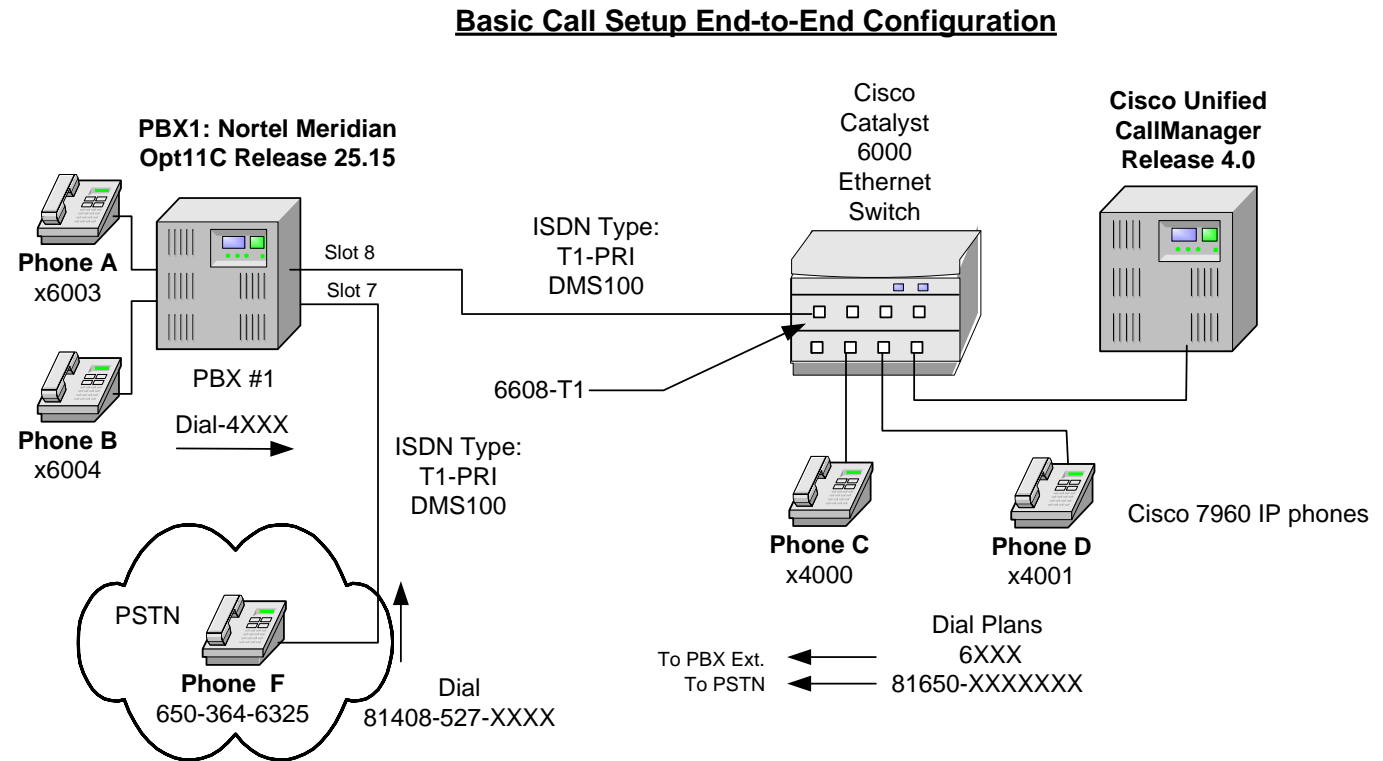 Basic Call Setup End-to-End Configuration
PBX1: Nortel Meridian
Opt11C Release 25.15
Cisco
Catalyst
6000
Ethernet
Switch
Cisco Unified
CallManager
Release 4.0
Phone A
x6003
Slot 8
Slot 7
ISDN Type:
T1-PRI
DMS100
Phone B
x6004
PBX #1
Dial-4XXX
6608-T1
ISDN Type:
T1-PRI
DMS100
Phone C
x4000
Phone D
x4001
Cisco 7960 IP phones
PSTN
Phone F
650-364-6325
Dial
81408-527-XXXX
Dial Plans
To PBX Ext.
6XXX
To PSTN
81650-XXXXXXX